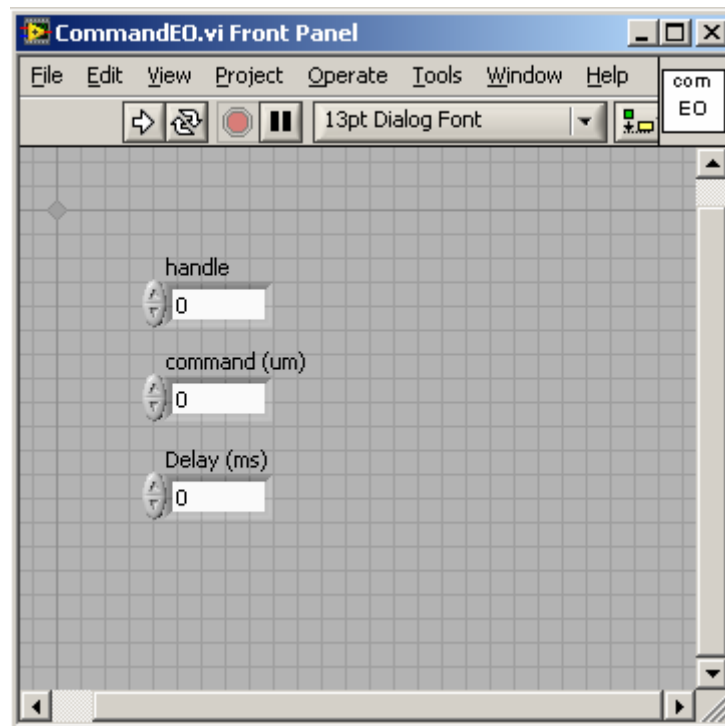 CommandEO.vi Front Panel
File Edit View Project Operate Tools Window Help
com
EO
13pt Dialog Font
handle
0
command (um)
0
Delay (ms)
0